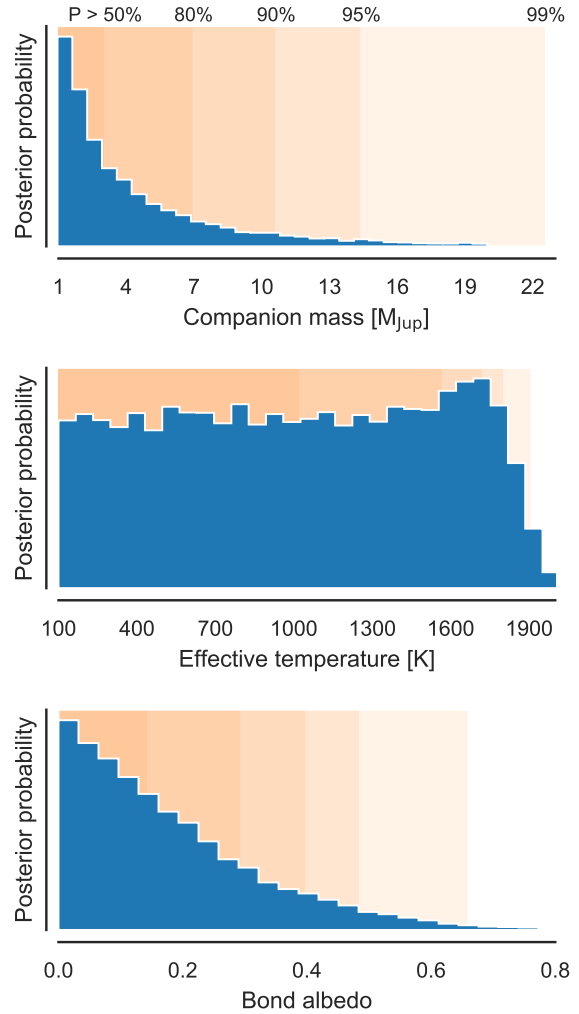 P > 50% 80% 90% 95% 99%
Posterior probability
1 4 7 10 13 16 19 22
Companion mass [M_Jup]
Posterior probability
100 400 700 1000 1300 1600 1900
Effective temperature [K]
Posterior probability
0.0 0.2 0.4 0.6 0.8
Bond albedo